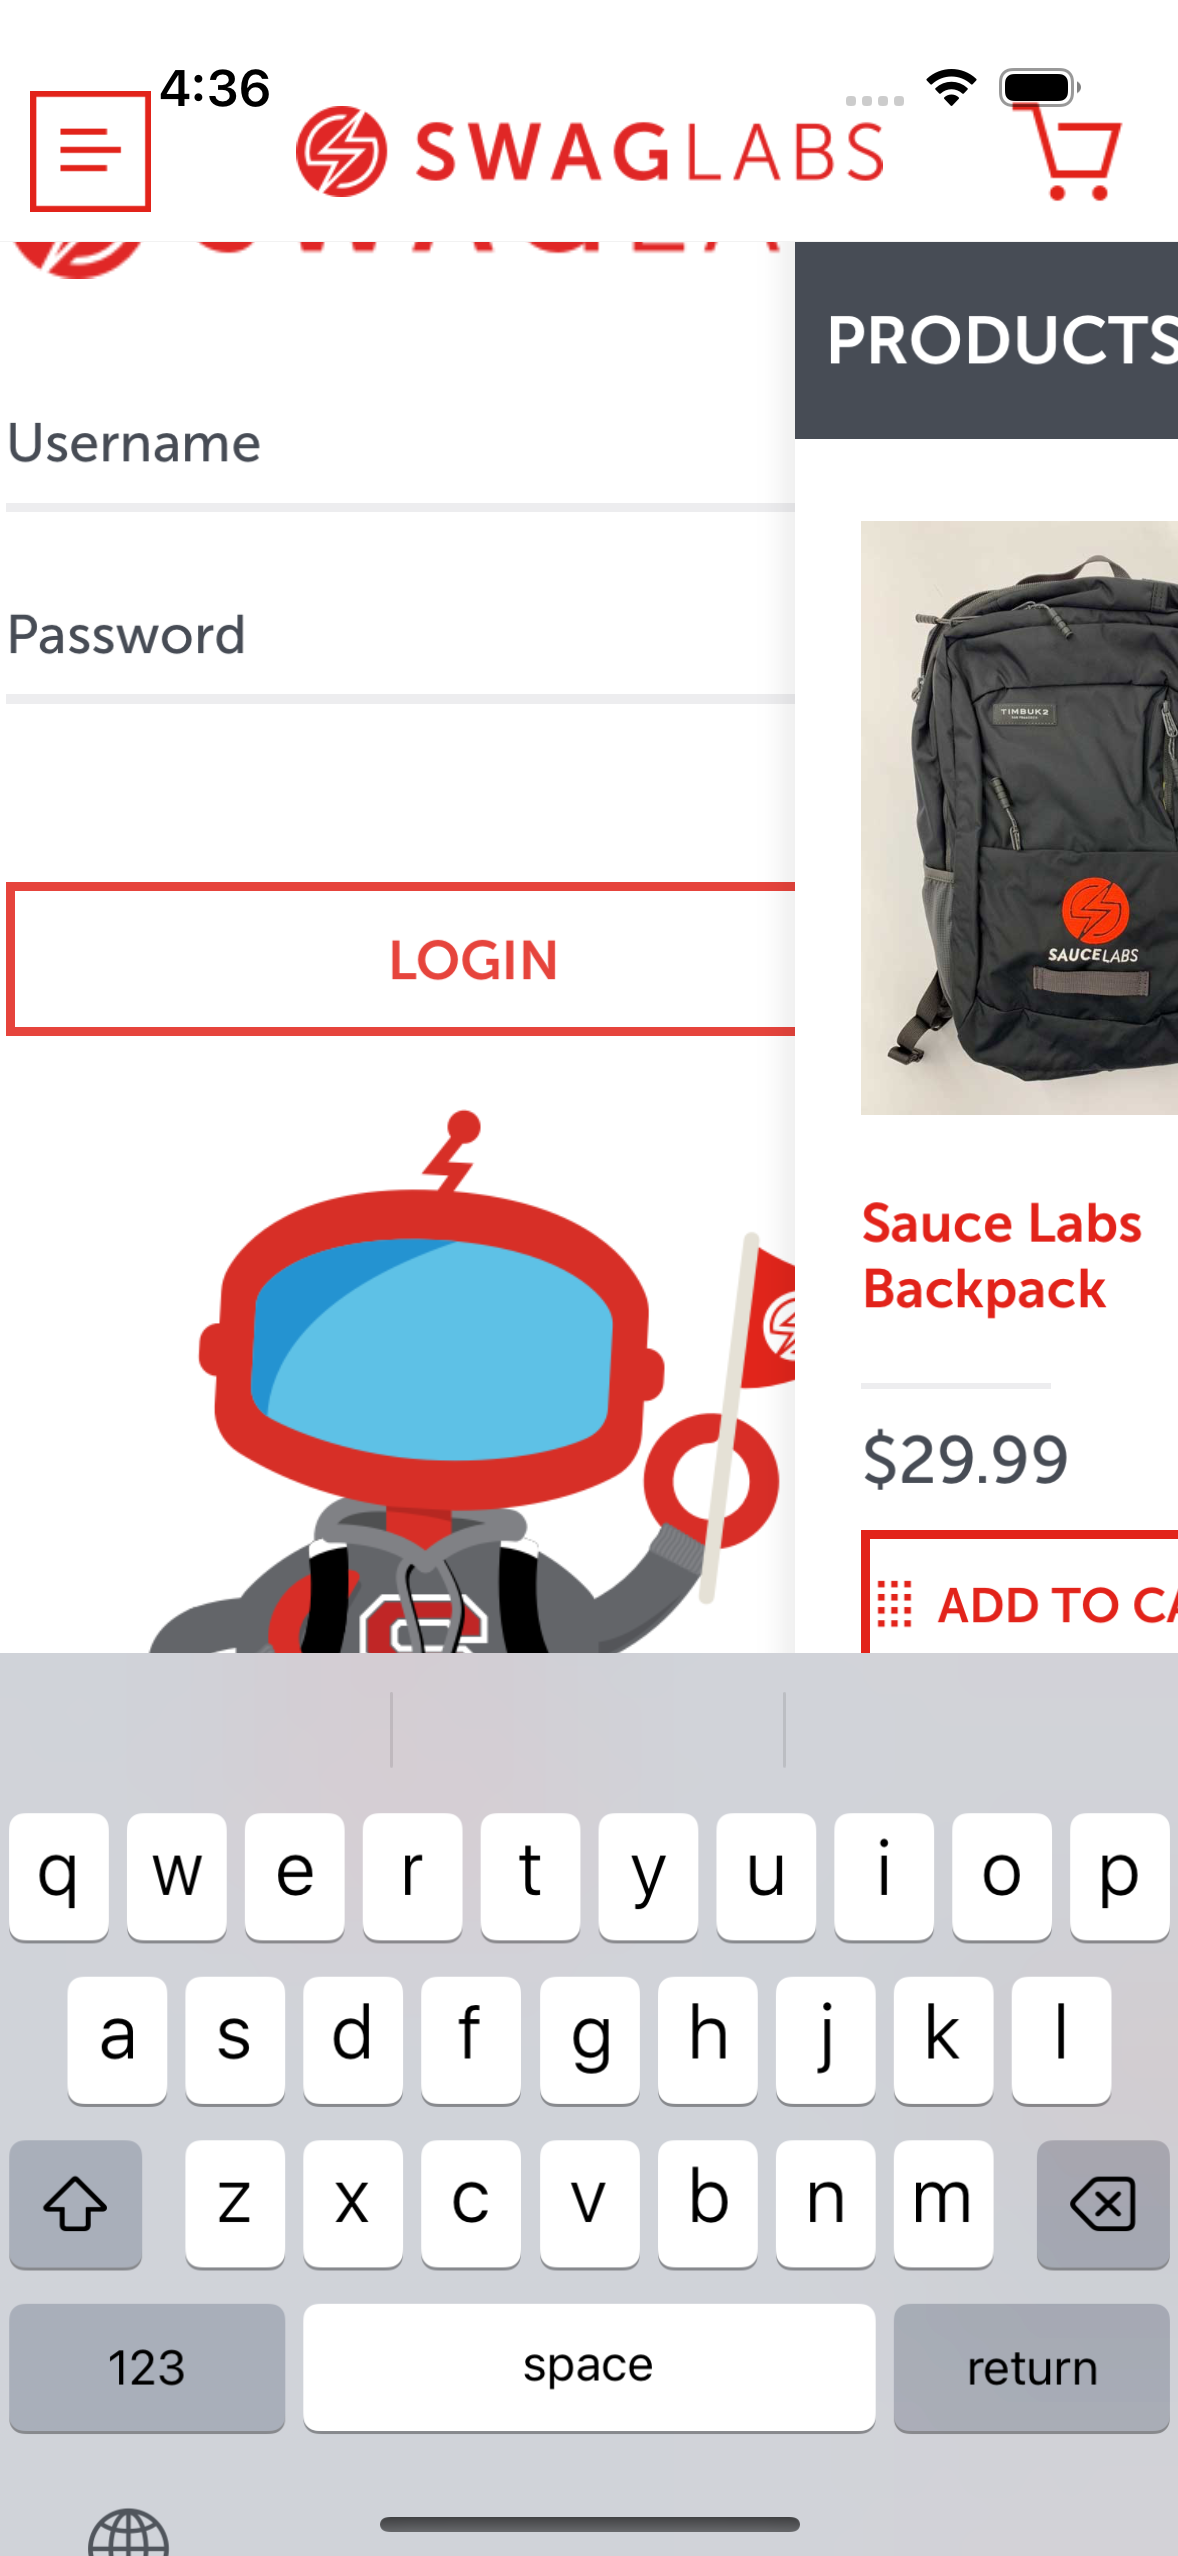 4:36
SWAGLABS
PRODUCTS
Username
Password
TIMBUK2
LOGIN
SAUCELABS
Sauce Labs
Backpack
$29.99
ADD TO CA
q w e r t y u i o p
a s d f g h j k l
z x c v b n m
123 space return